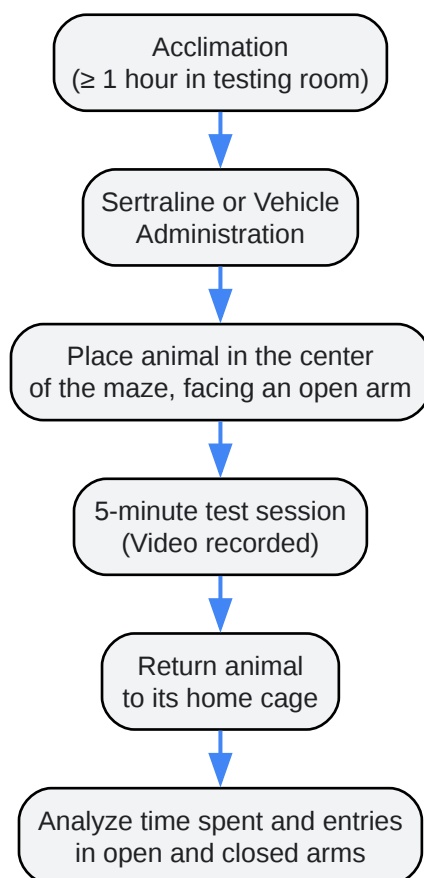 Acclimation
(≥ 1 hour in testing room)
Sertraline or Vehicle
Administration
Place animal in the center
of the maze, facing an open arm
5-minute test session
(Video recorded)
Return animal
to its home cage
Analyze time spent and entries
in open and closed arms